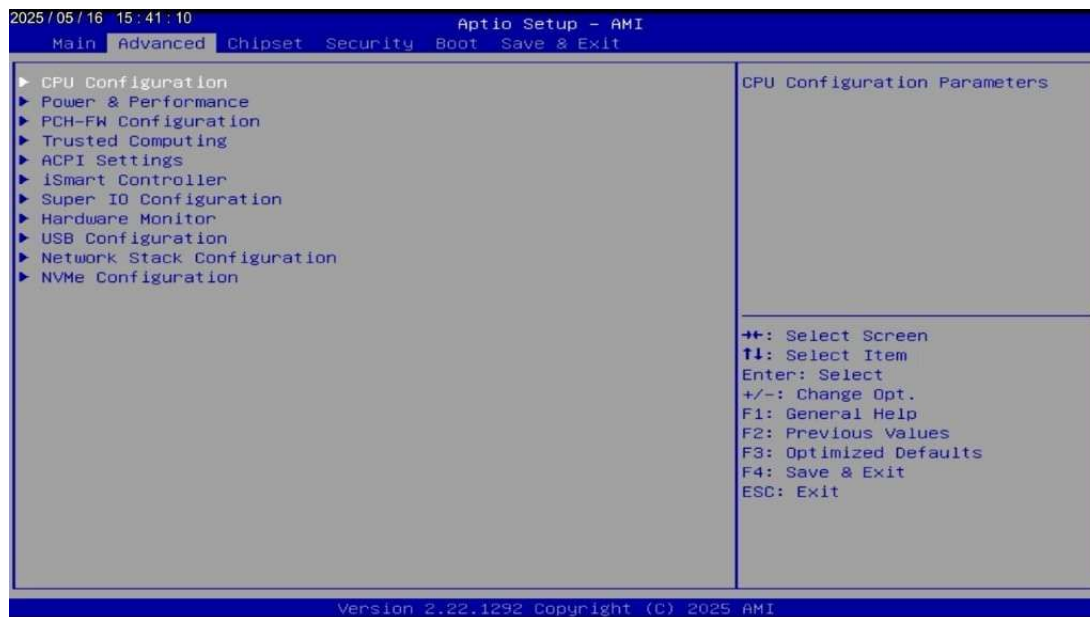 2025/05/16 15:41:10
Aptio Setup - AMI
Main Advanced Chipset Security Boot Save & Exit
► CPU Configuration
► Power & Performance
► PCH-FW Configuration
► Trusted Computing
► ACPI Settings
► iSmart Controller
► Super IO Configuration
► Hardware Monitor
► USB Configuration
► Network Stack Configuration
► NVMe Configuration
CPU Configuration Parameters
→←: Select Screen
↑↓: Select Item
Enter: Select
+/-: Change Opt.
F1: General Help
F2: Previous Values
F3: Optimized Defaults
F4: Save & Exit
ESC: Exit
Version 2.22.1292 Copyright (C) 2025 AMI